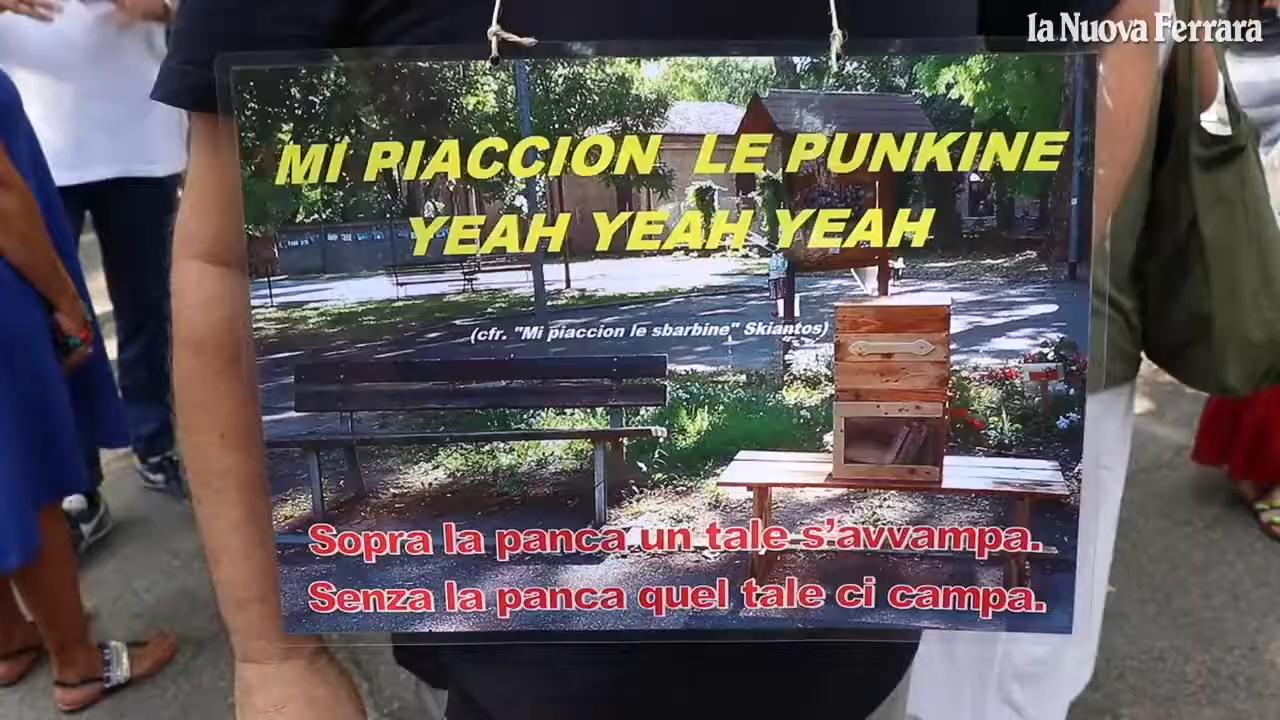 la Nuova Ferrara
MI PIACCION LE PUNKINE
YEAH YEAH YEAH
(cfr. "Mi piaccion le sbarbine" Skiantos)
Sopra la panca un tale s'avvampa.
Senza la panca quel tale ci campa.